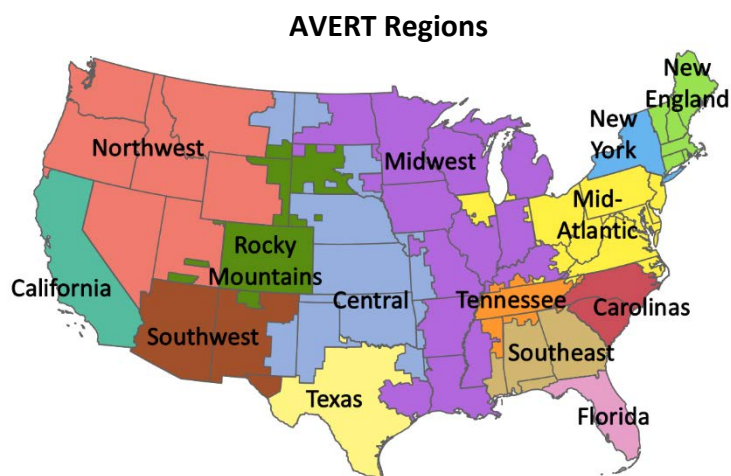 AVERT Regions
New
England
New
York
Northwest
Midwest
Mid-
Atlantic
Rocky
Mountains
California
Central
Tennessee
Carolinas
Southwest
Southeast
Texas
Florida